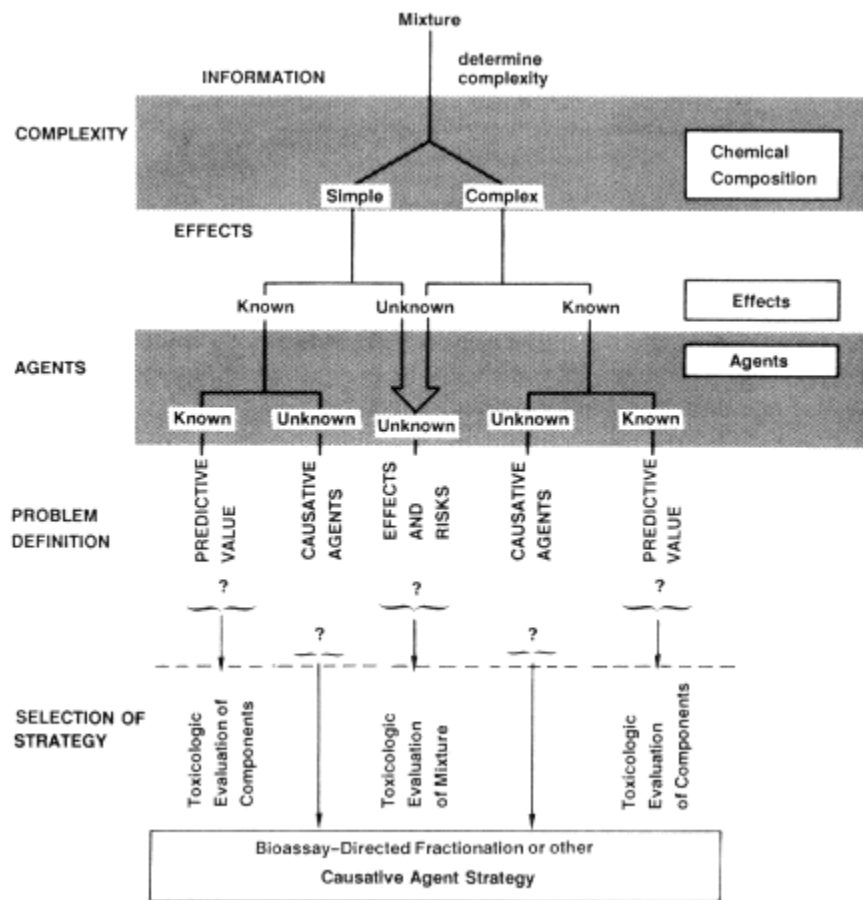 Mixture
INFORMATION
determine
complexity
COMPLEXITY
Chemical
Composition
Simple
Complex
EFFECTS
Known
Unknown
Known
Effects
AGENTS
Agents
Known
Unknown
Unknown
Unknown
Known
PROBLEM
DEFINITION
PREDICTIVE
VALUE
CAUSATIVE
AGENTS
EFFECTS
AND
RISKS
CAUSATIVE
AGENTS
PREDICTIVE
VALUE
?
?
?
?
?
SELECTION OF
STRATEGY
Toxicologic
Evaluation of
Components
Toxicologic
Evaluation
of Mixture
Toxicologic
Evaluation
of Components
Bioassay-Directed Fractionation or other
Causative Agent Strategy